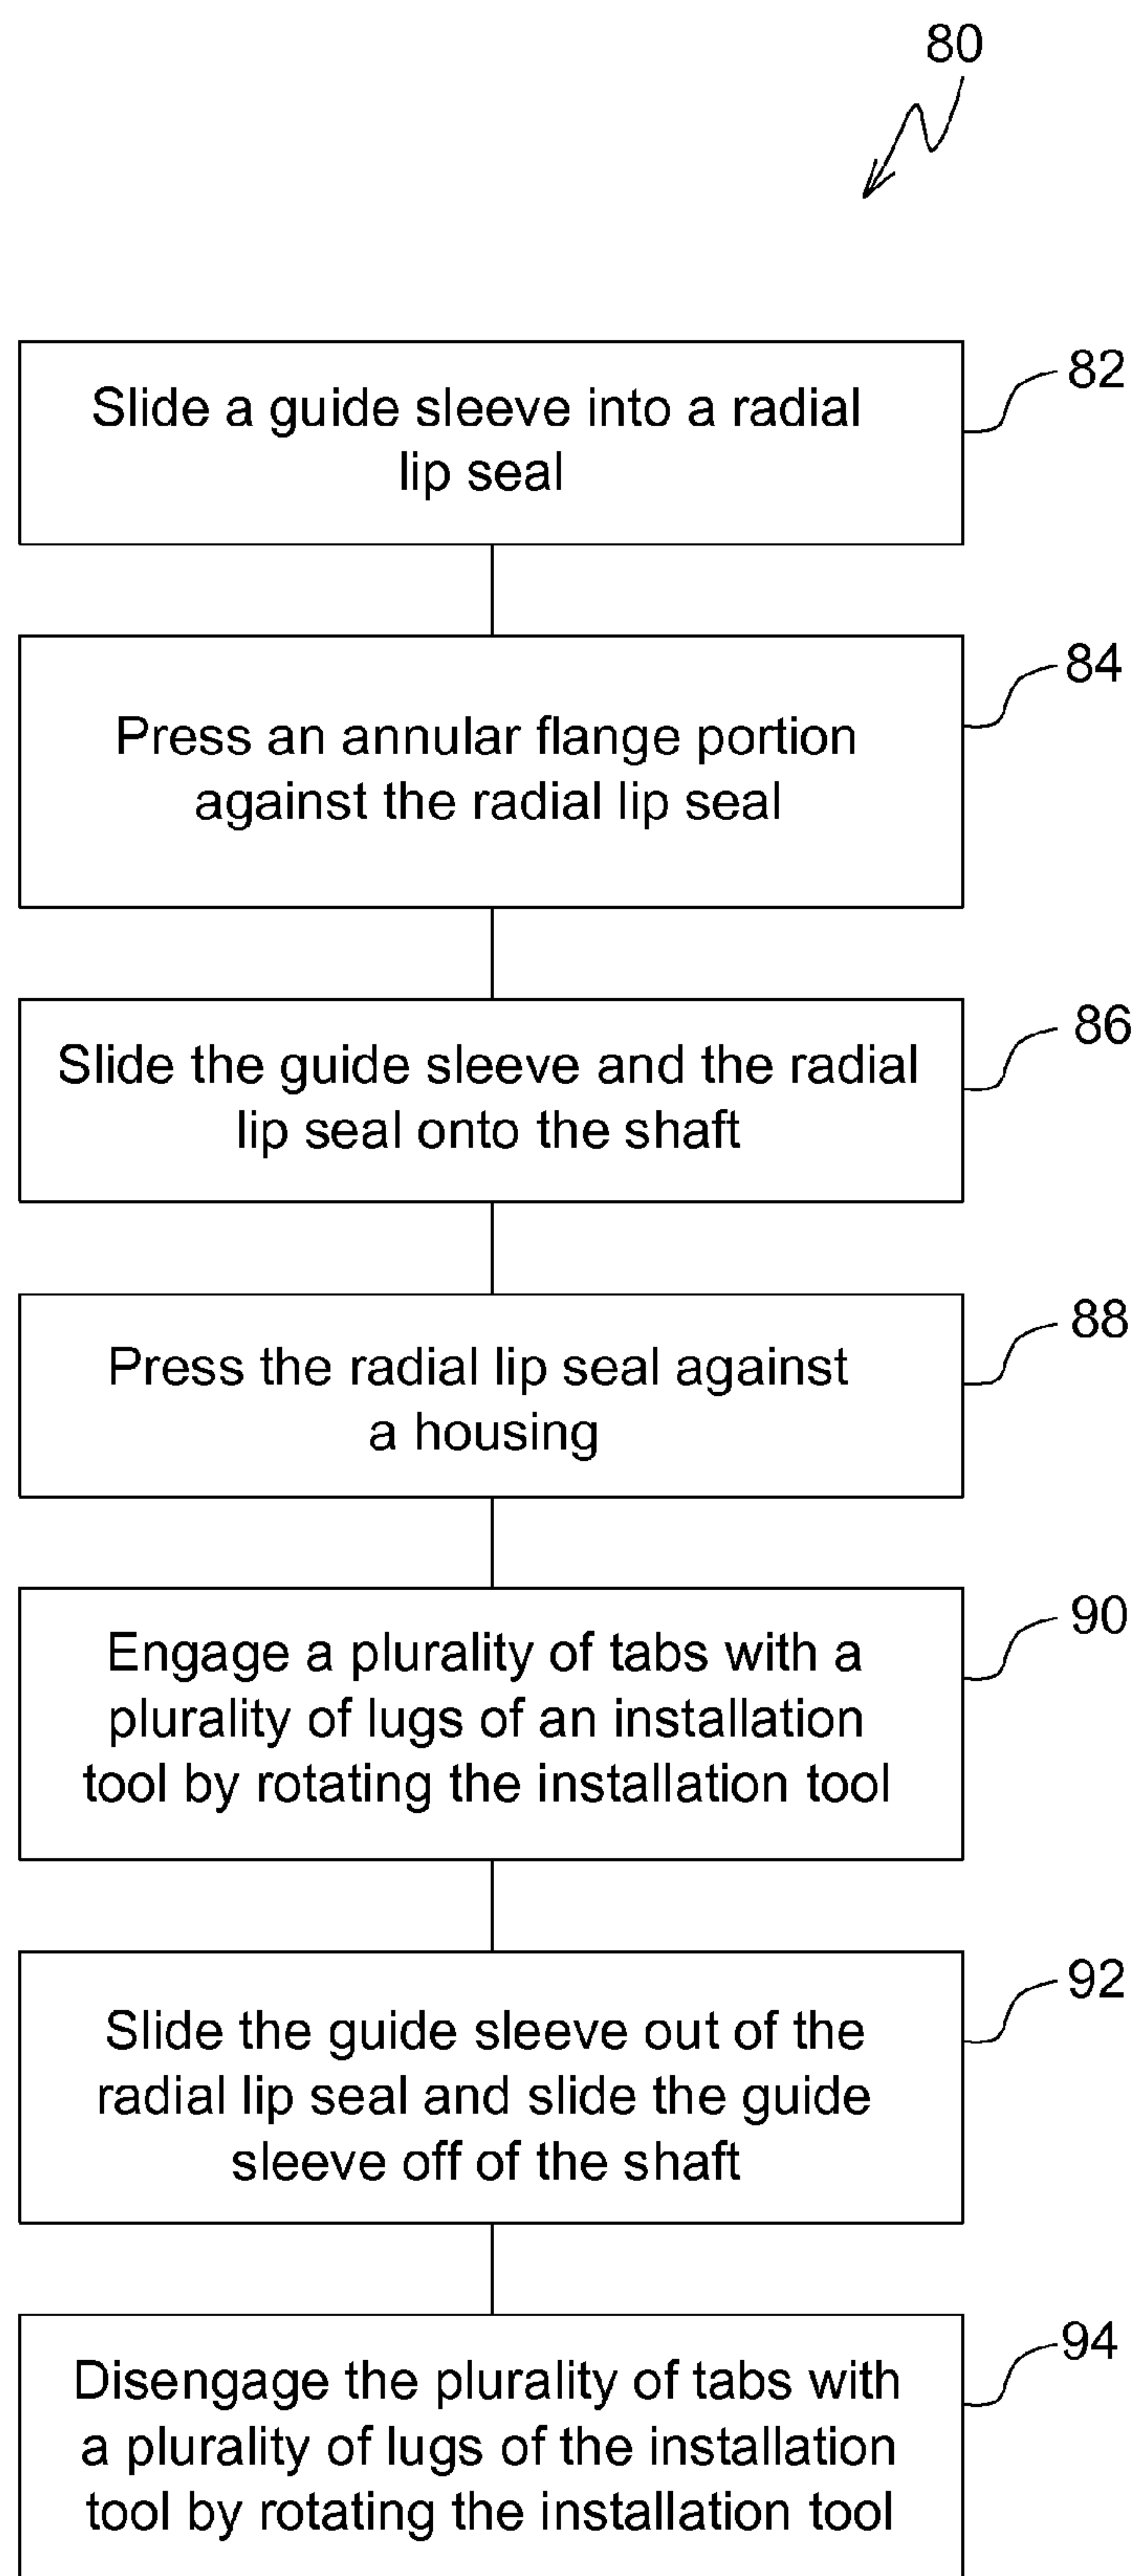 80
Slide a guide sleeve into a radial
lip seal
82
Press an annular flange portion
against the radial lip seal
84
Slide the guide sleeve and the radial
lip seal onto the shaft
86
Press the radial lip seal against
a housing
88
Engage a plurality of tabs with a
plurality of lugs of an installation
tool by rotating the installation tool
90
Slide the guide sleeve out of the
radial lip seal and slide the guide
sleeve off of the shaft
92
Disengage the plurality of tabs with
a plurality of lugs of the installation
tool by rotating the installation tool
94